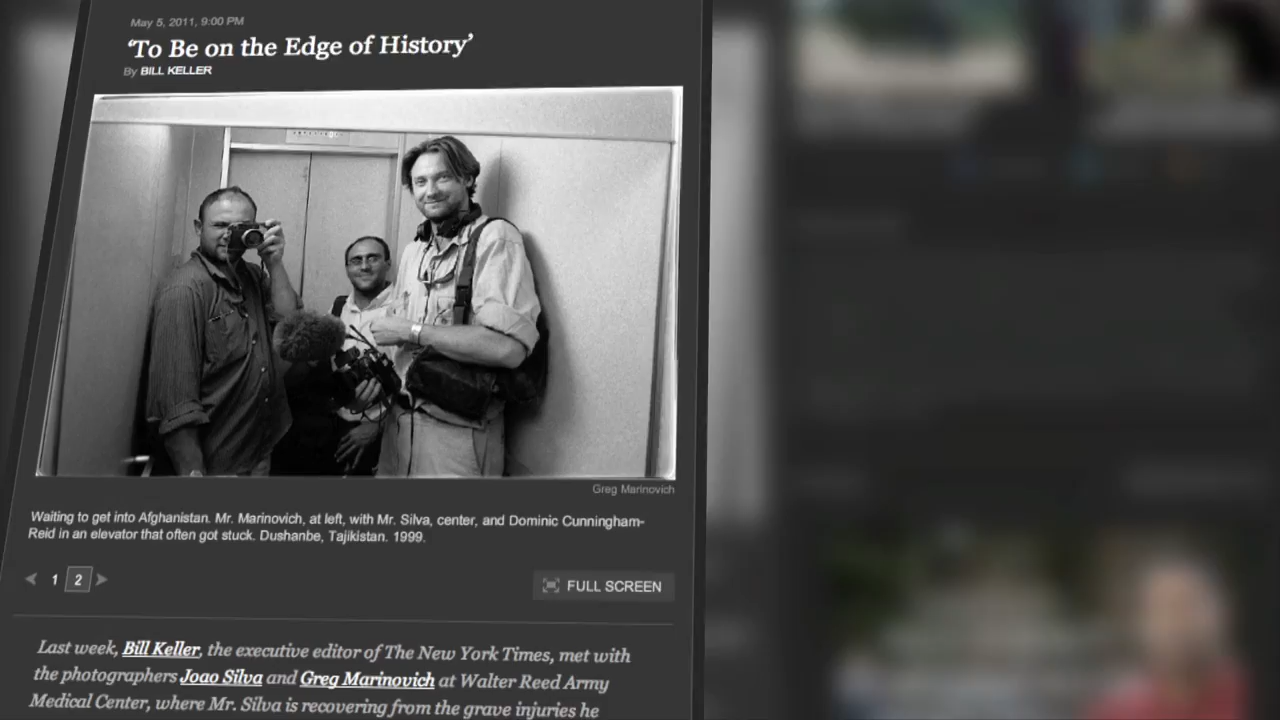 May 5, 2011, 9:00 PM
‘To Be on the Edge of History’
By BILL KELLER
Greg Marinovich
Waiting to get into Afghanistan. Mr. Marinovich, at left, with Mr. Silva, center, and Dominic Cunningham-
Reid in an elevator that often got stuck. Dushanbe, Tajikistan. 1999.
1 2
FULL SCREEN
Last week, Bill Keller, the executive editor of The New York Times, met with
the photographers Joao Silva and Greg Marinovich at Walter Reed Army
Medical Center, where Mr. Silva is recovering from the grave injuries he